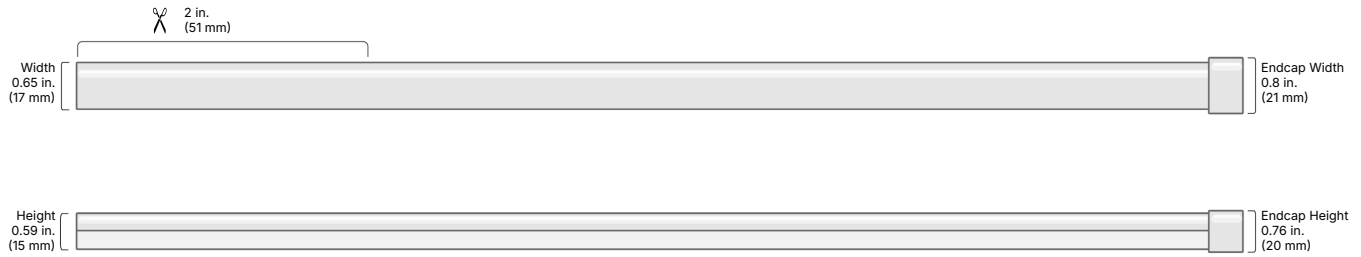 2 in.
(51 mm)
Width
0.65 in.
(17 mm)
Endcap Width
0.8 in.
(21 mm)
Height
0.59 in.
(15 mm)
Endcap Height
0.76 in.
(20 mm)